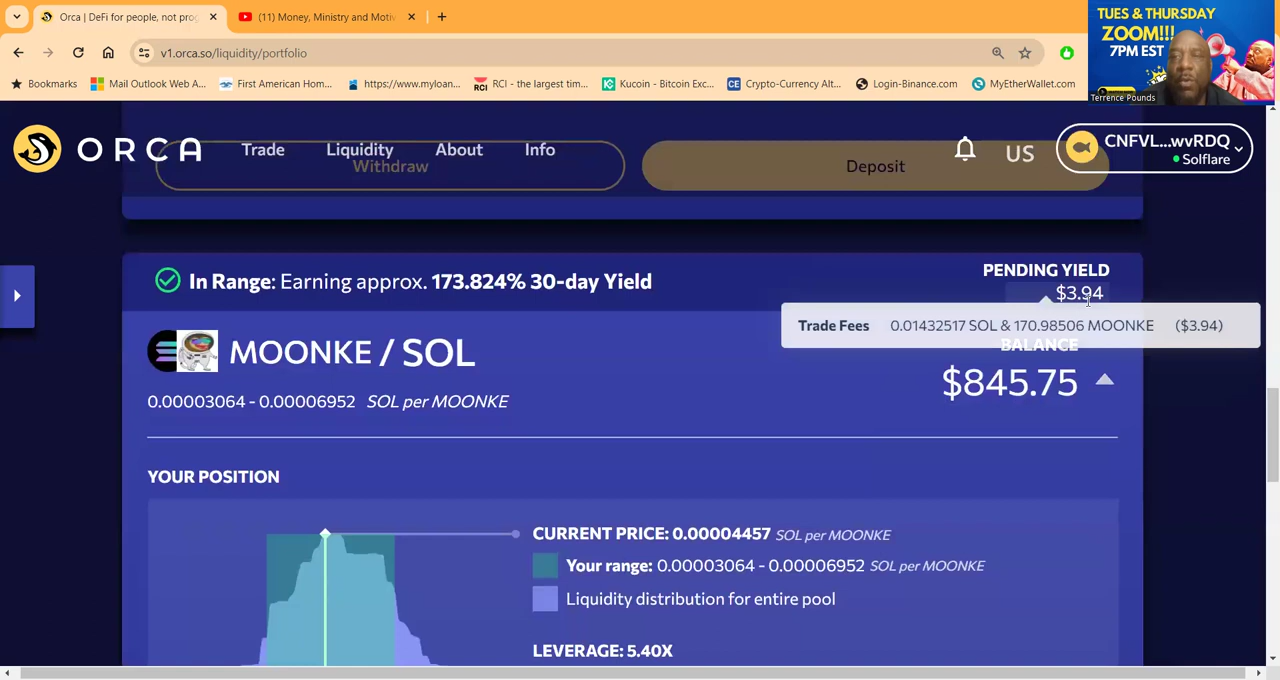 Orca | DeFi for people, not prog
(11) Money, Ministry and Motiv
v1.orca.so/liquidity/portfolio
Bookmarks
Mail Outlook Web A...
First American Hom...
https://www.myloan...
RCI
RCI - the largest tim...
Kucoin - Bitcoin Exc...
CE
Crypto-Currency Alt...
Login-Binance.com
MyEtherWallet.com
TUES & THURSDAY
ZOOM!!!
7PM EST
Terrence Pounds
ORCA
Trade
Liquidity
About
Info
US
CNFVL...wvRDQ
Solflare
Withdraw
Deposit
In Range: Earning approx. 173.824% 30-day Yield
PENDING YIELD
$3.94
Trade Fees 0.01432517 SOL & 170.98506 MOONKE ($3.94)
BALANCE
MOONKE / SOL
$845.75
0.00003064 - 0.00006952 SOL per MOONKE
YOUR POSITION
CURRENT PRICE: 0.00004457 SOL per MOONKE
Your range: 0.00003064 - 0.00006952 SOL per MOONKE
Liquidity distribution for entire pool
LEVERAGE: 5.40X